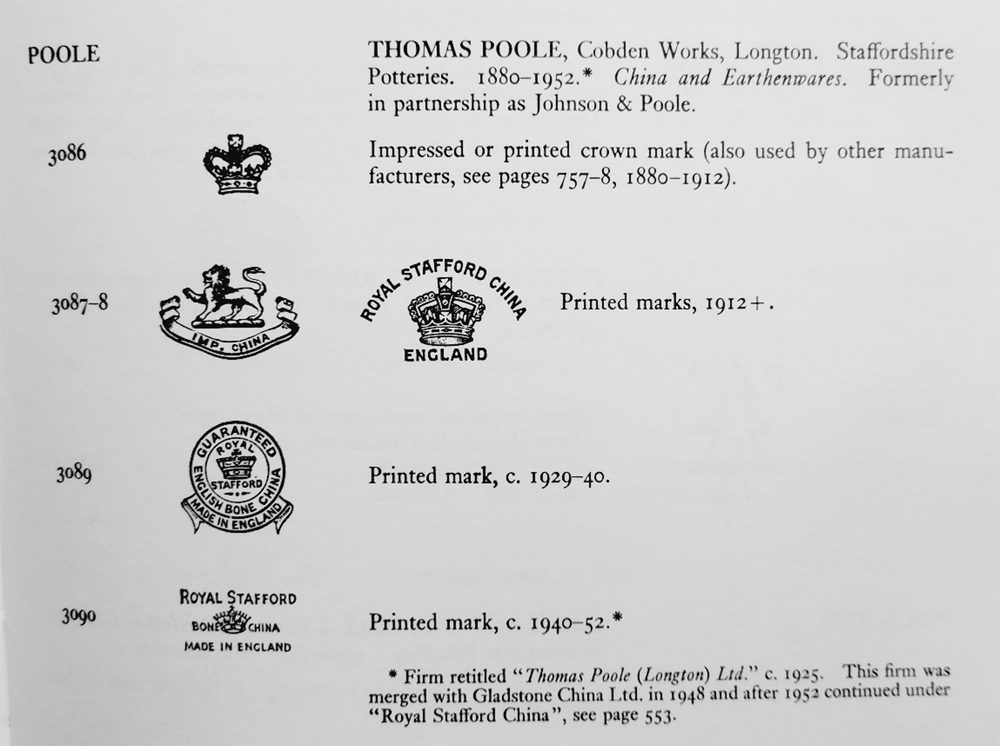 POOLE
THOMAS POOLE, Cobden Works, Longton. Staffordshire
Potteries. 1880–1952.* China and Earthenwares. Formerly
in partnership as Johnson & Poole.
3086
Impressed or printed crown mark (also used by other manu-
facturers, see pages 757–8, 1880–1912).
3087–8
IMP. CHINA
ROYAL STAFFORD CHINA
ENGLAND
Printed marks, 1912+.
3089
GUARANTEED
ENGLISH BONE CHINA
ROYAL
STAFFORD
MADE IN ENGLAND
Printed mark, c. 1929–40.
3090
ROYAL STAFFORD
BONE CHINA
MADE IN ENGLAND
Printed mark, c. 1940–52.*
* Firm retitled "Thomas Poole (Longton) Ltd." c. 1925. This firm was
merged with Gladstone China Ltd. in 1948 and after 1952 continued under
"Royal Stafford China", see page 553.